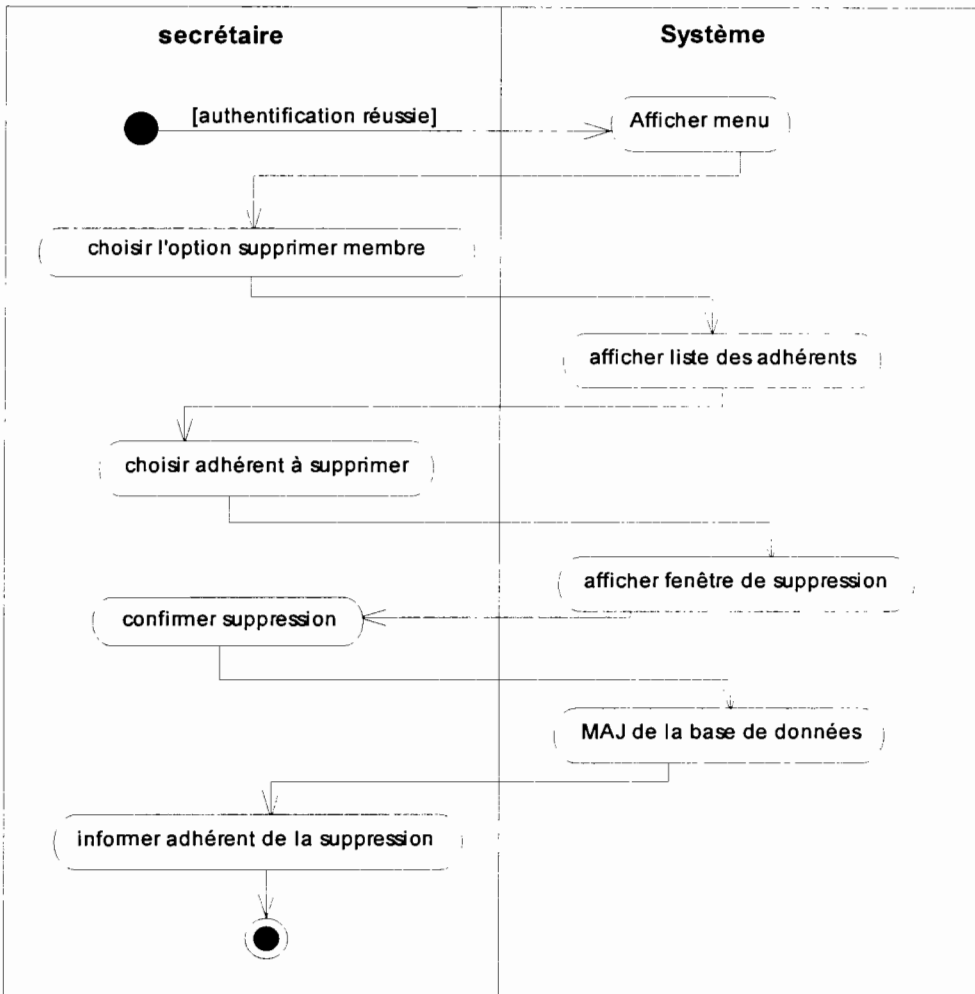 secrétaire
Système
[authentification réussie]
Afficher menu
choisir l'option supprimer membre
afficher liste des adhérents
choisir adhérent à supprimer
afficher fenêtre de suppression
confirmer suppression
MAJ de la base de données
informer adhérent de la suppression